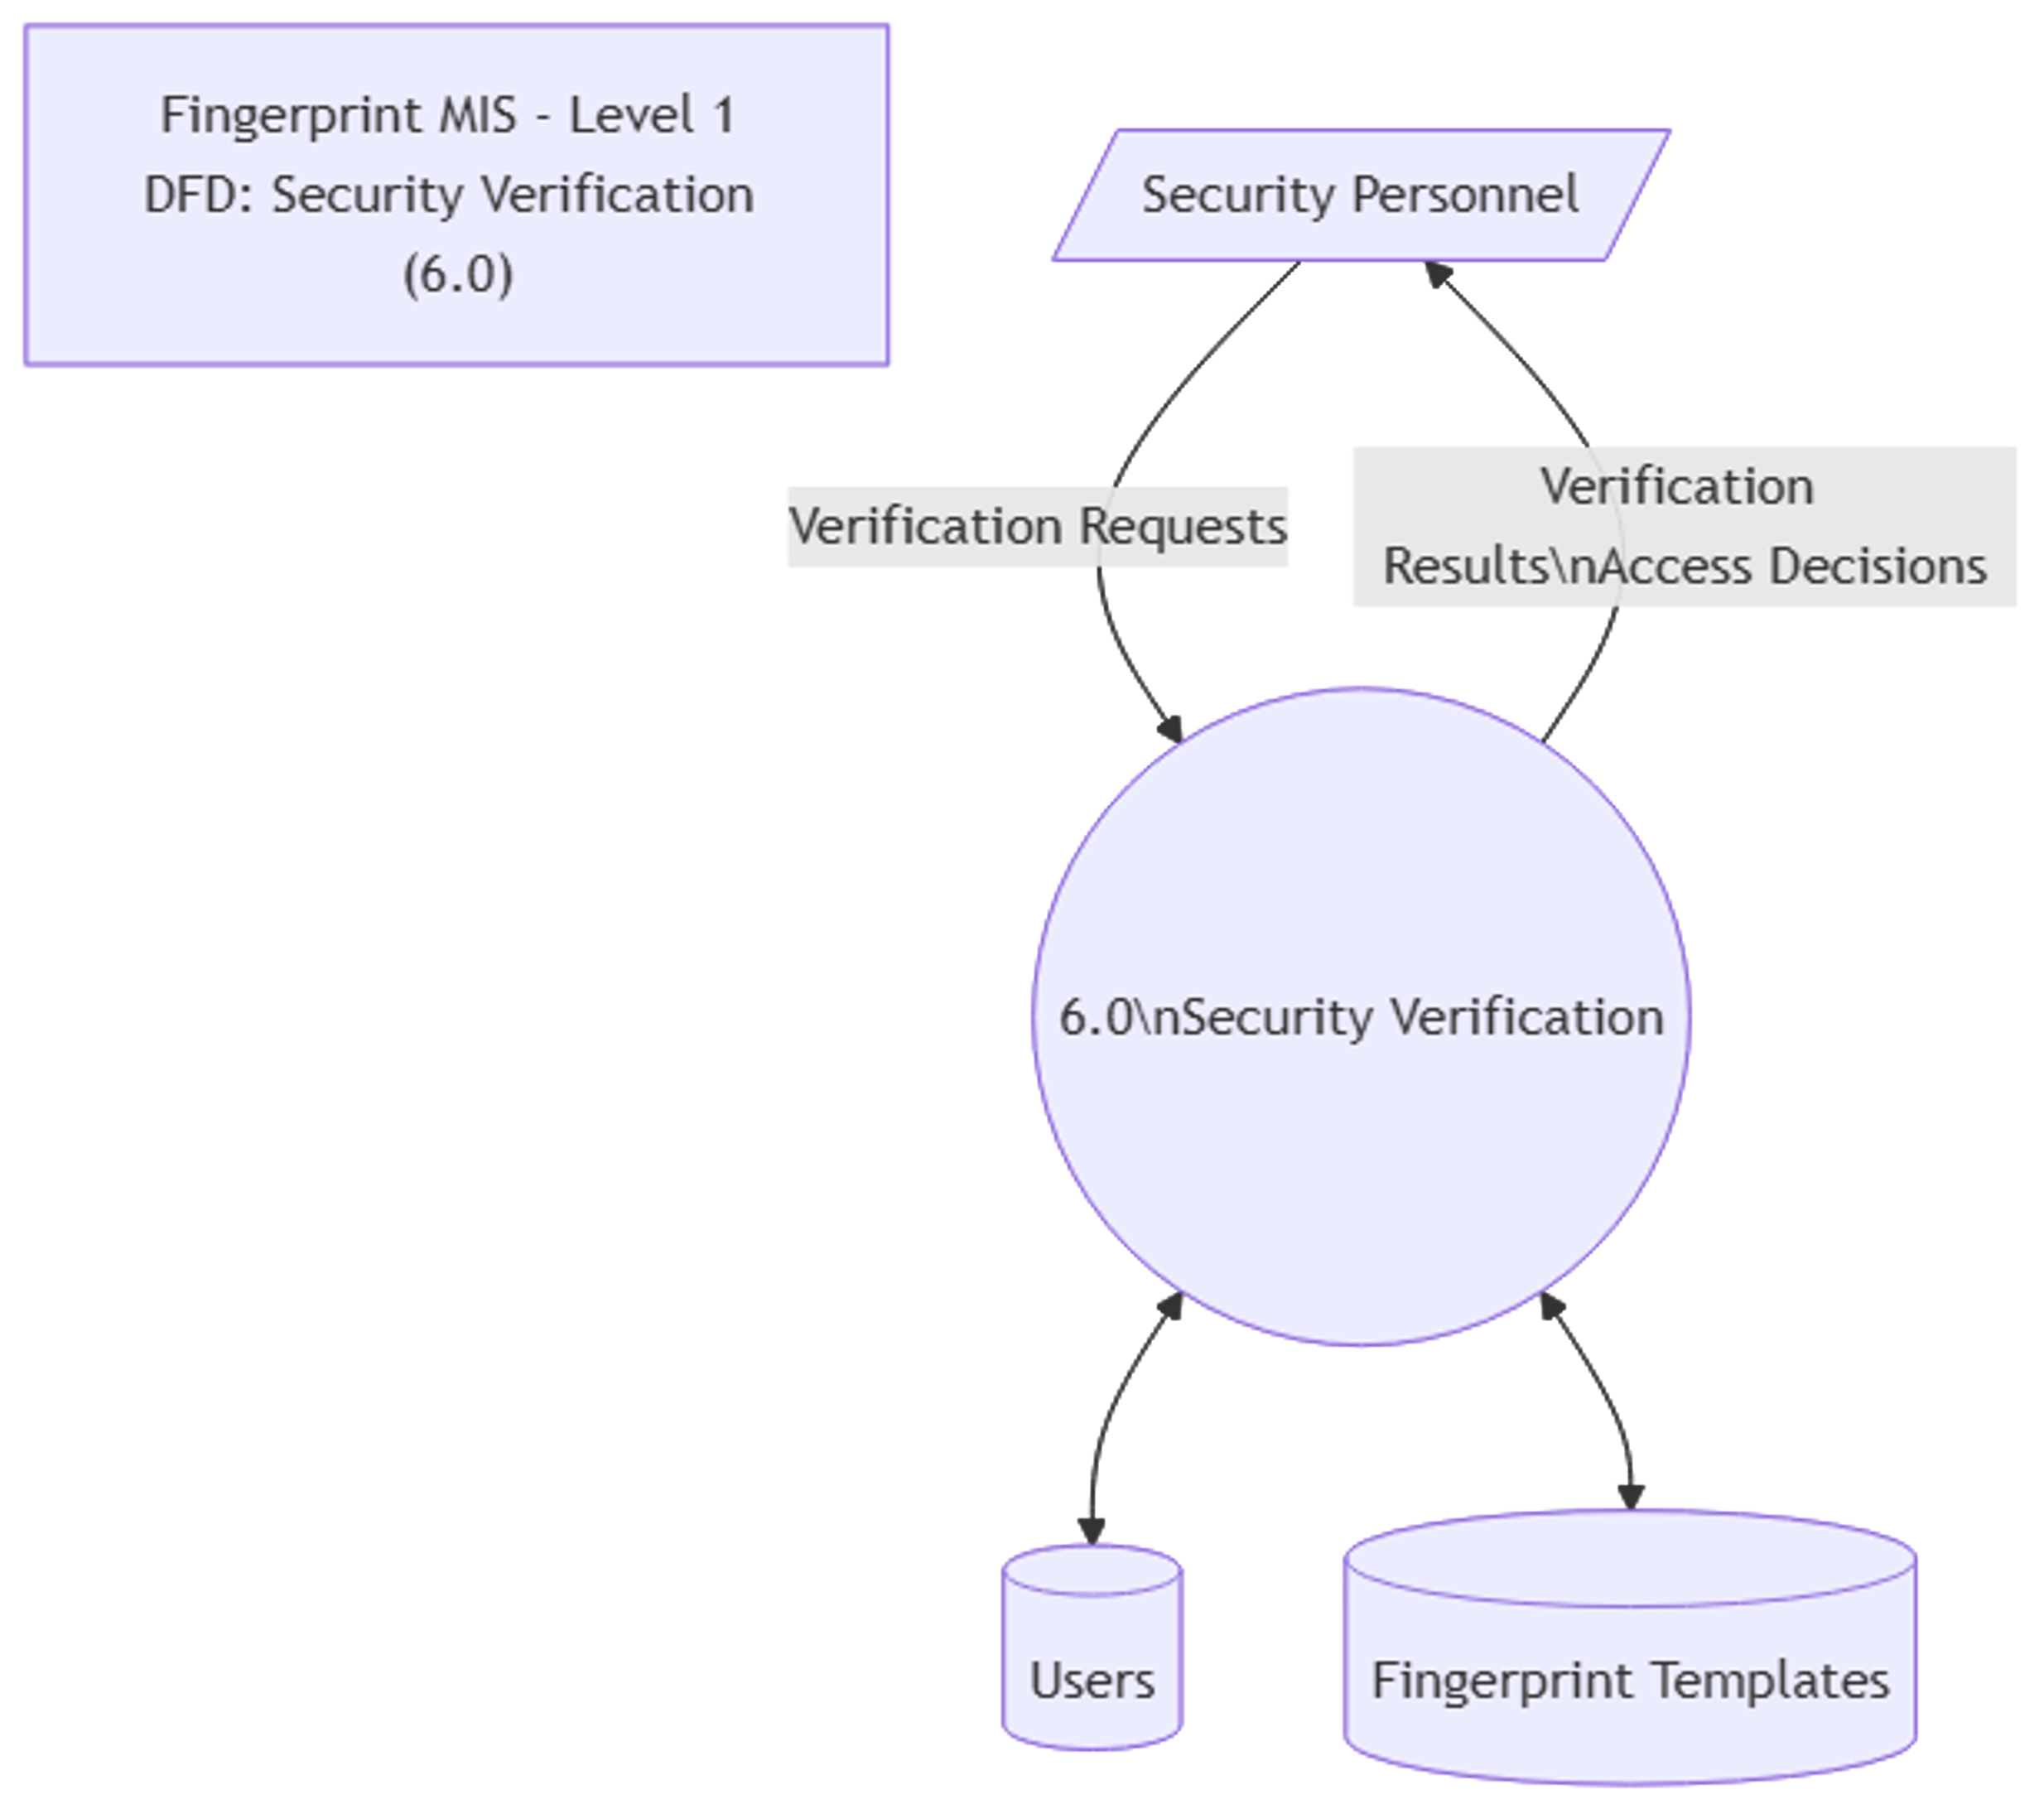 Fingerprint MIS - Level 1
DFD: Security Verification
(6.0)
Security Personnel
Verification Requests
Verification
Results\nAccess Decisions
6.0\nSecurity Verification
Users
Fingerprint Templates